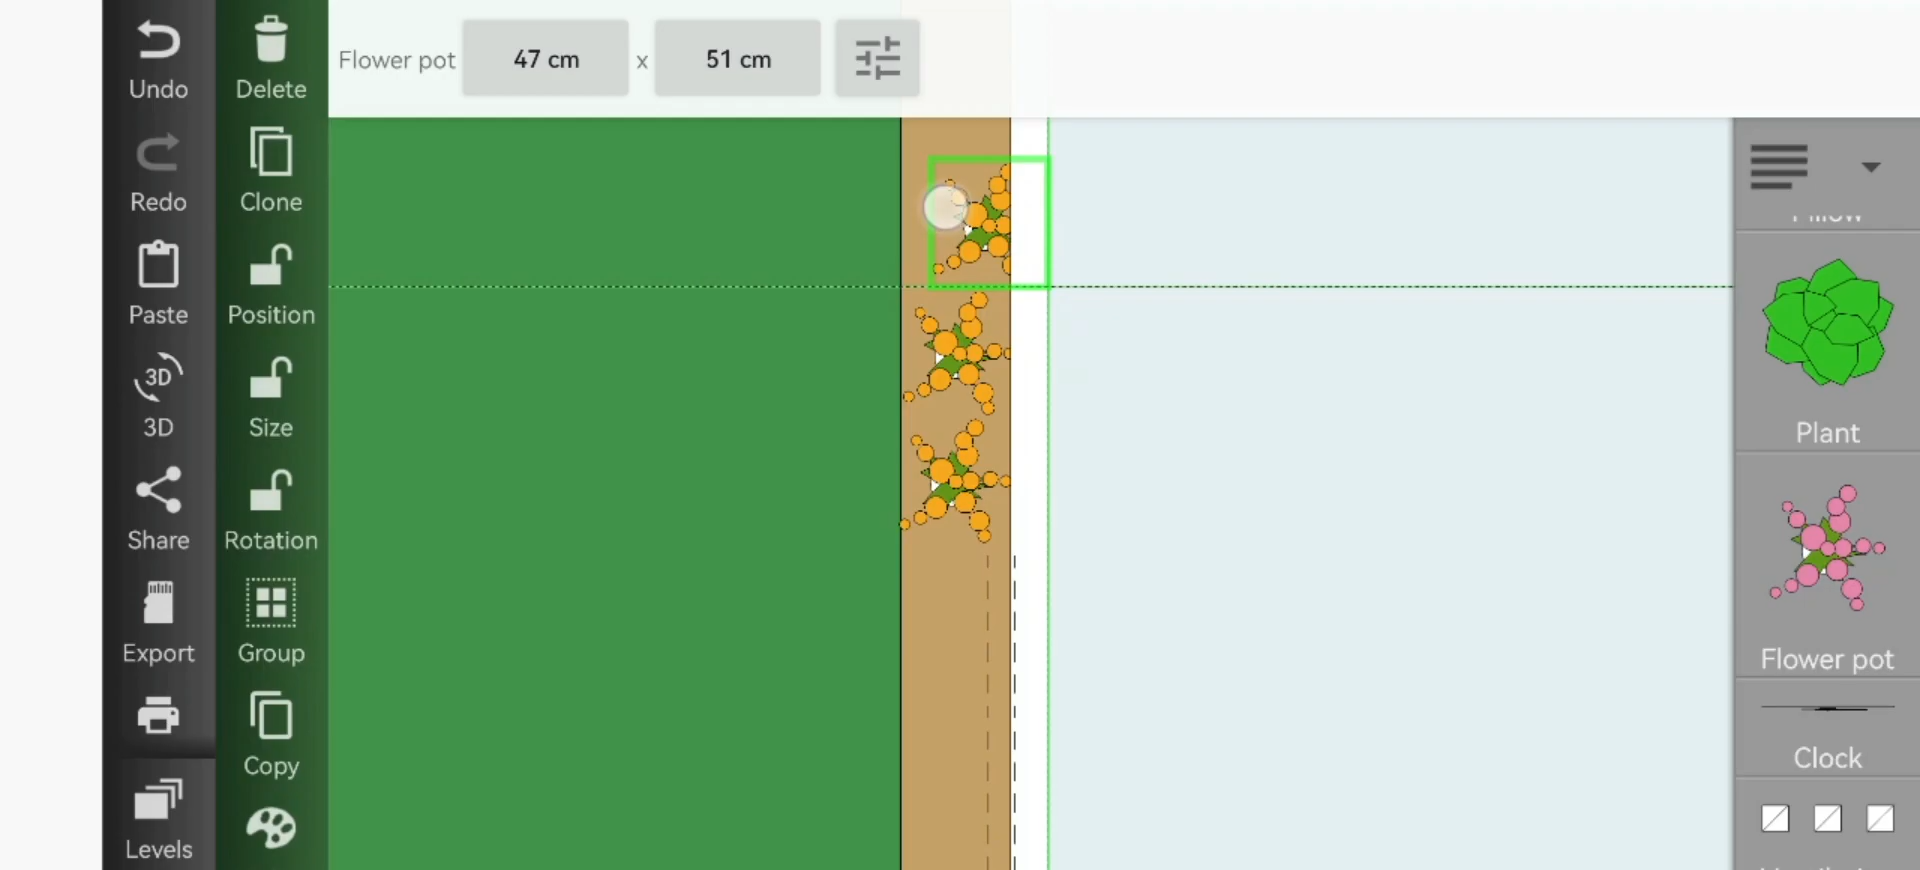 Undo
Redo
Paste
3D
3D
Share
Export
Levels
Delete
Clone
Position
Size
Rotation
Group
Copy
Flower pot 47 cm x 51 cm
Plant
Flower pot
Clock